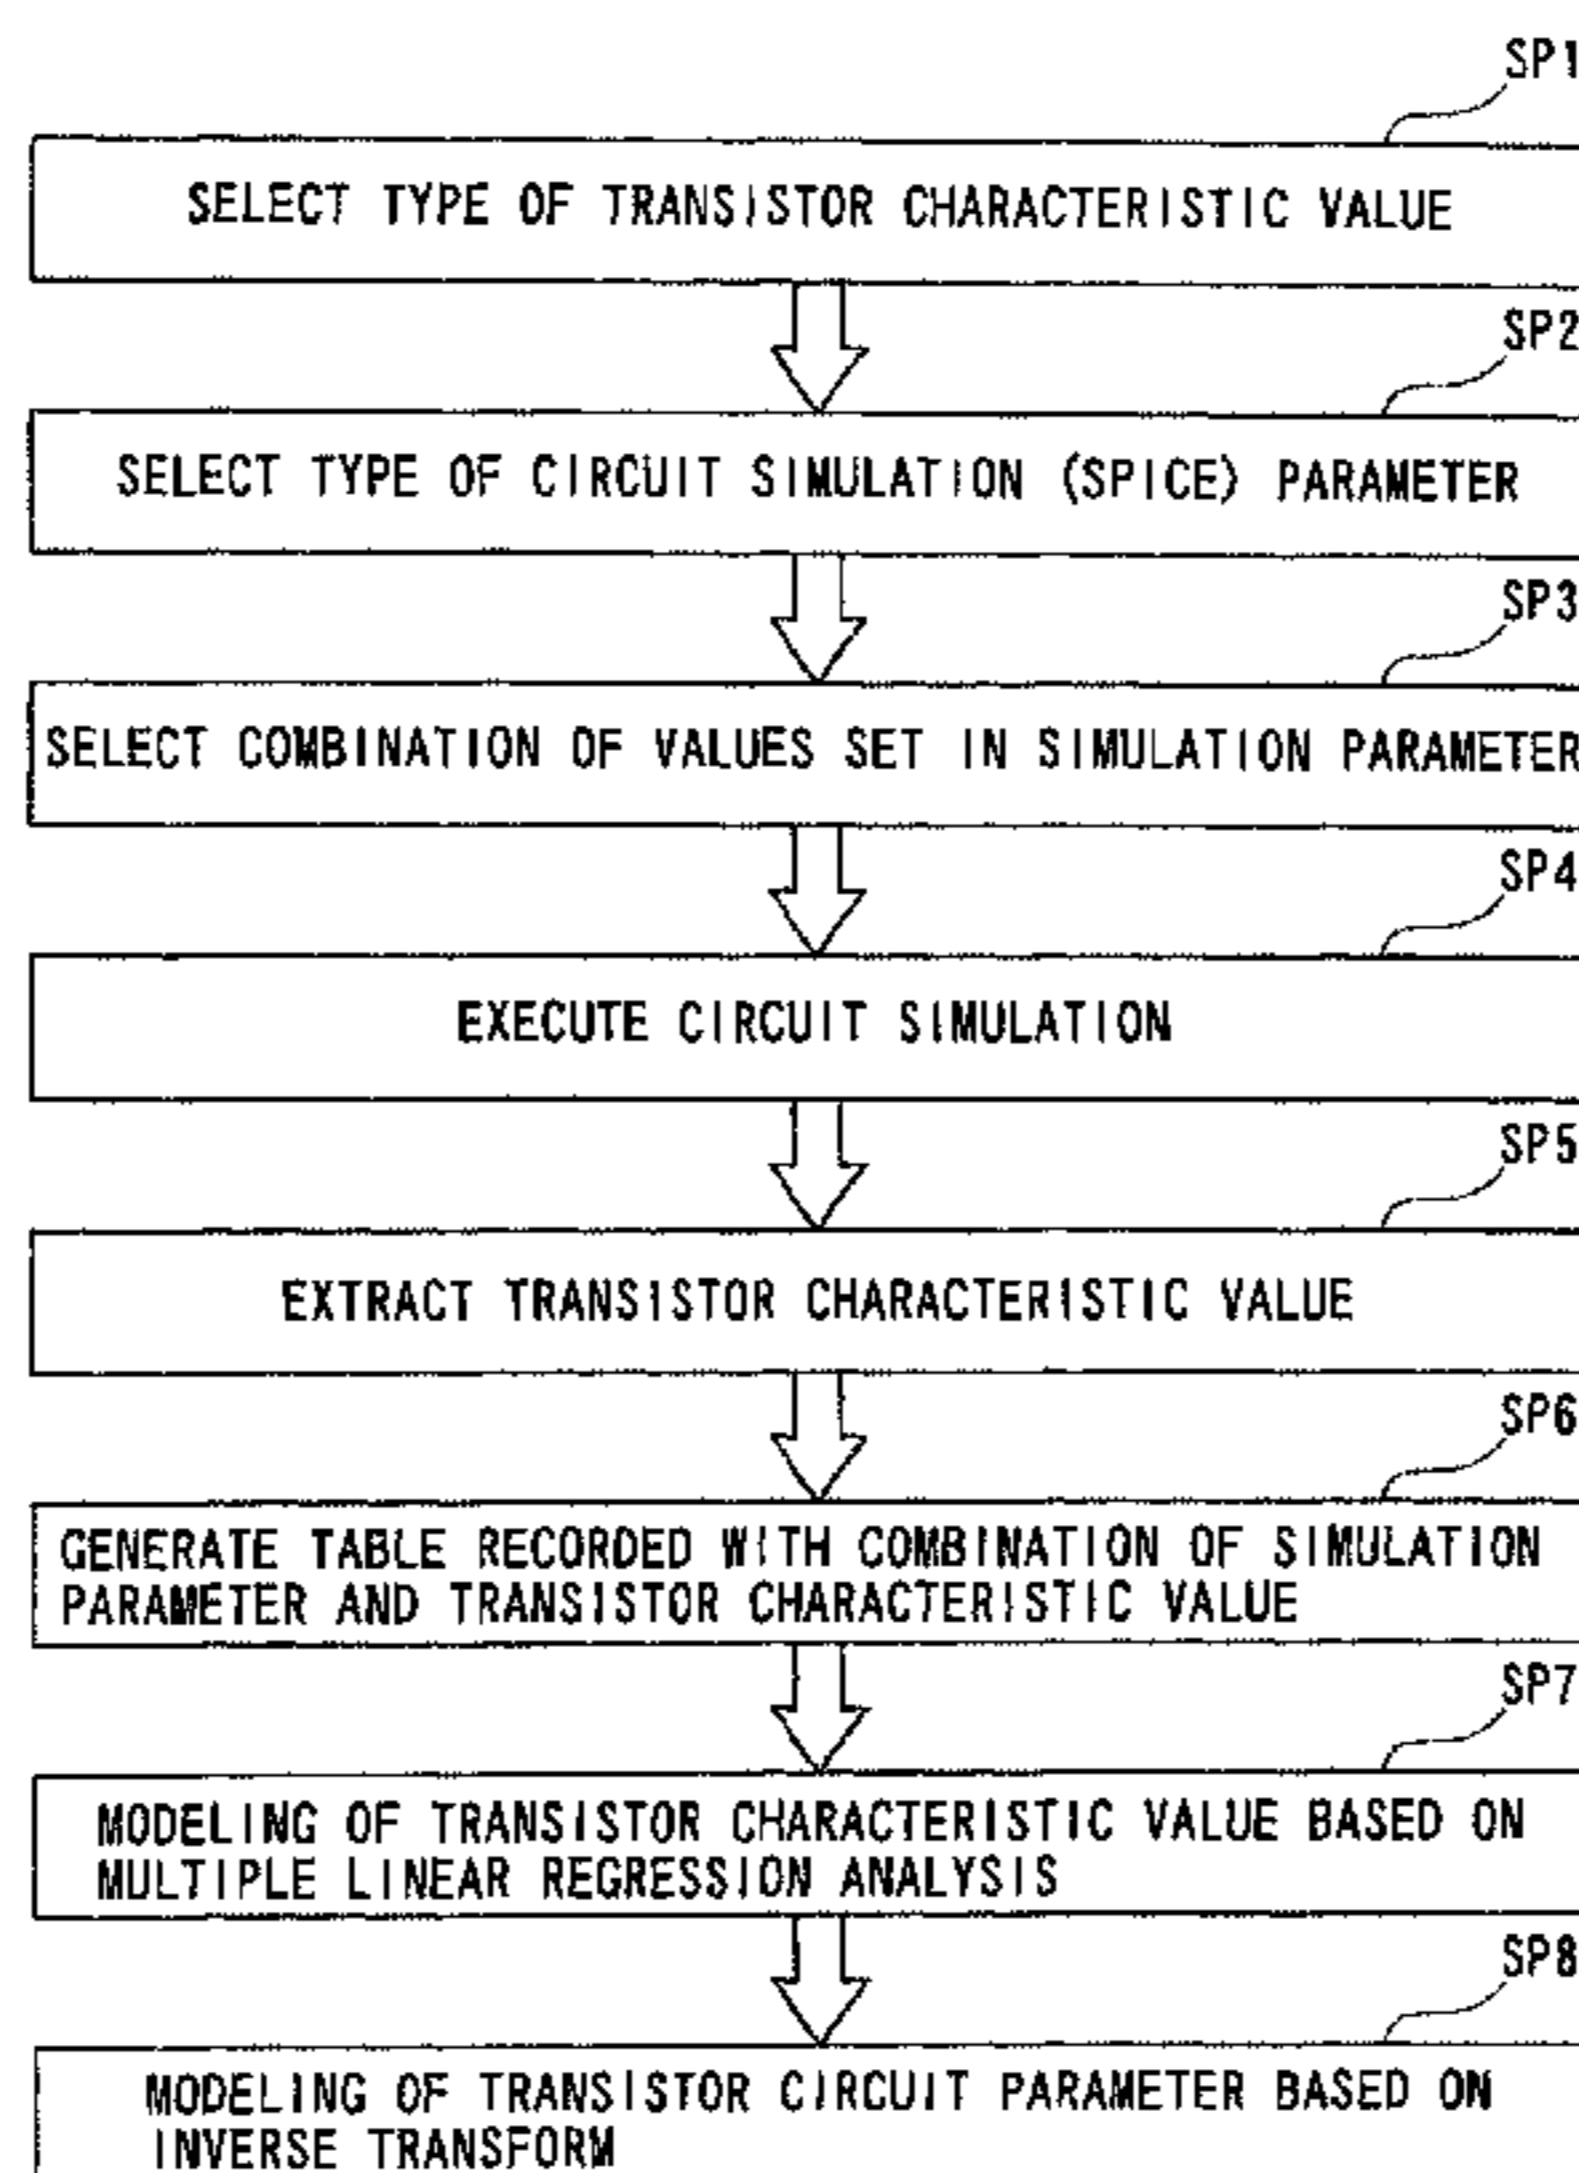 SP1
SELECT TYPE OF TRANSISTOR CHARACTERISTIC VALUE
SP2
SELECT TYPE OF CIRCUIT SIMULATION (SPICE) PARAMETER
SP3
SELECT COMBINATION OF VALUES SET IN SIMULATION PARAMETER
SP4
EXECUTE CIRCUIT SIMULATION
SP5
EXTRACT TRANSISTOR CHARACTERISTIC VALUE
SP6
GENERATE TABLE RECORDED WITH COMBINATION OF SIMULATION
PARAMETER AND TRANSISTOR CHARACTERISTIC VALUE
SP7
MODELING OF TRANSISTOR CHARACTERISTIC VALUE BASED ON
MULTIPLE LINEAR REGRESSION ANALYSIS
SP8
MODELING OF TRANSISTOR CIRCUIT PARAMETER BASED ON
INVERSE TRANSFORM